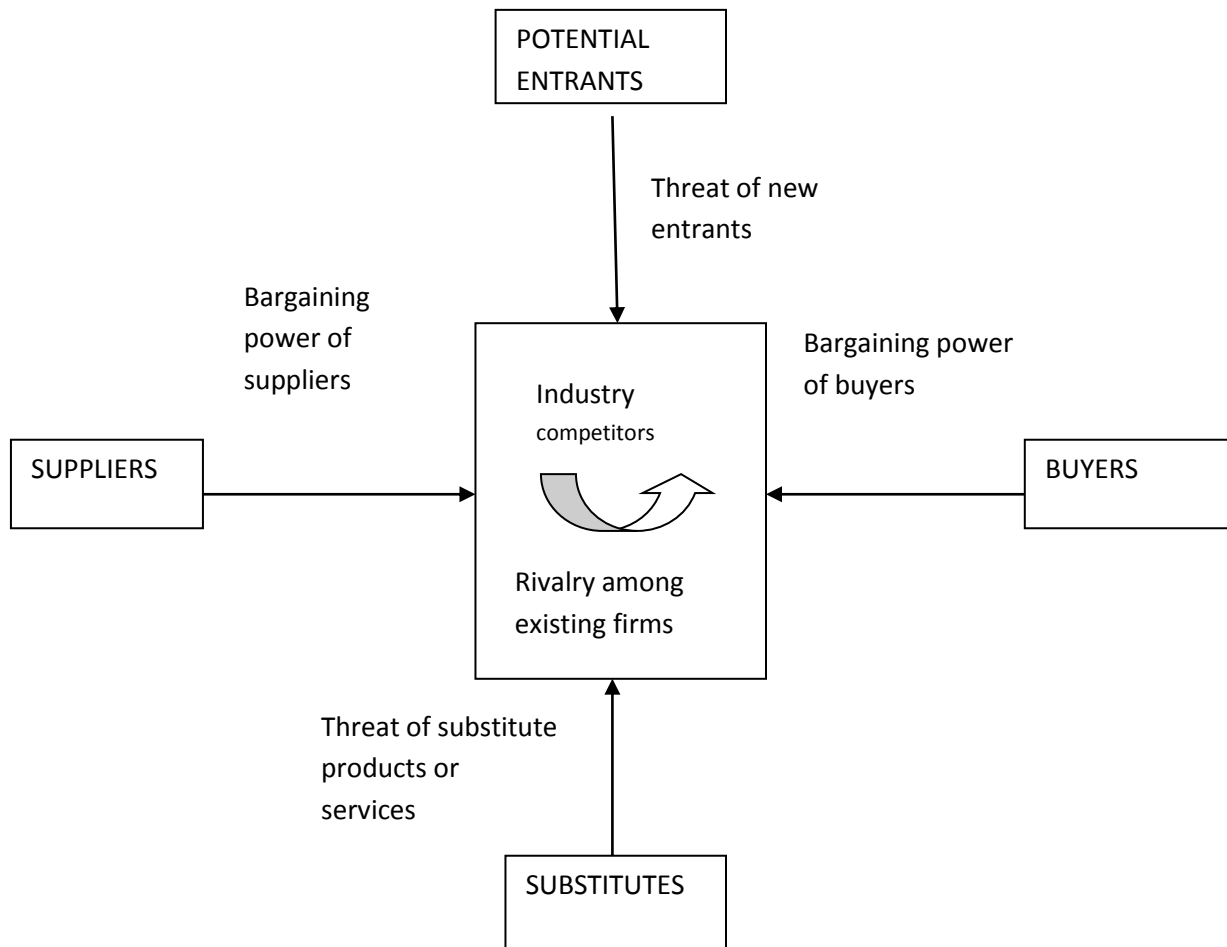 POTENTIAL
ENTRANTS
Threat of new
entrants
Bargaining
power of
suppliers
Bargaining power
of buyers
Industry
competitors
SUPPLIERS
BUYERS
Rivalry among
existing firms
Threat of substitute
products or
services
SUBSTITUTES